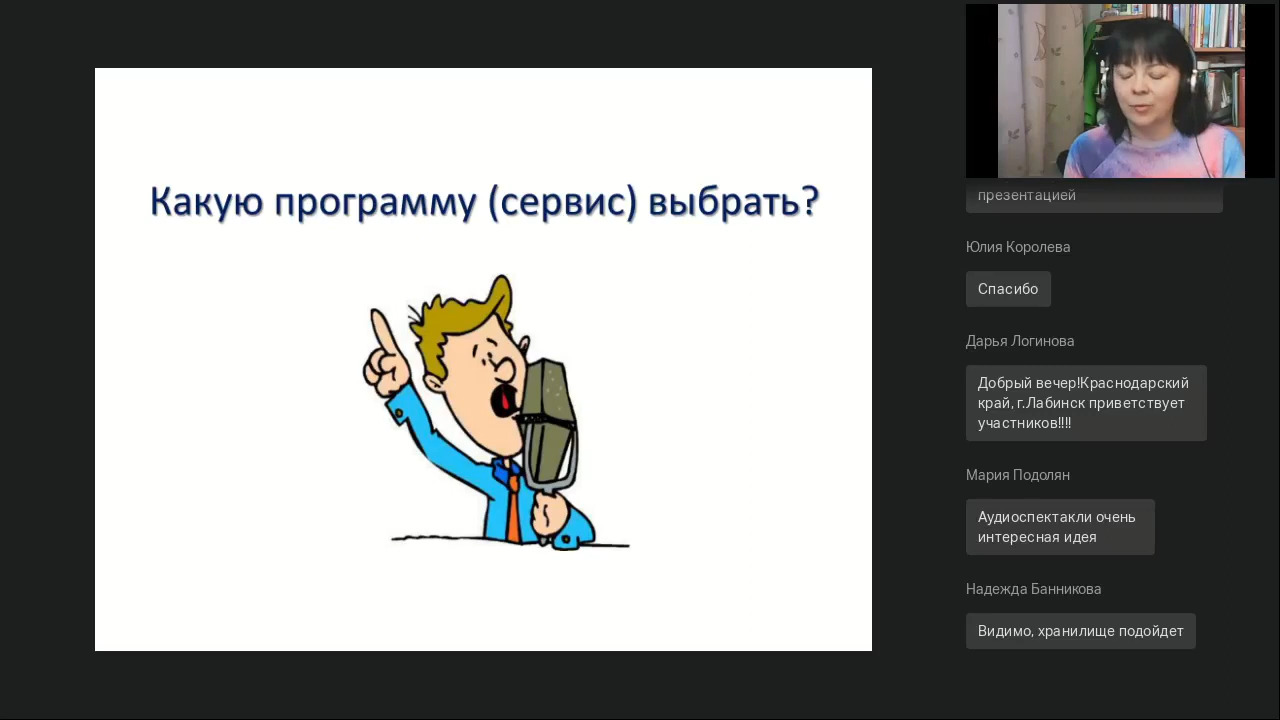 Какую программу (сервис) выбрать?
презентацией
Юлия Королева
Спасибо
Дарья Логинова
Добрый вечер!Краснодарский
край, г.Лабинск приветствует
участников!!!!
Мария Подолян
Аудиоспектакли очень
интересная идея
Надежда Банникова
Видимо, хранилище подойдет